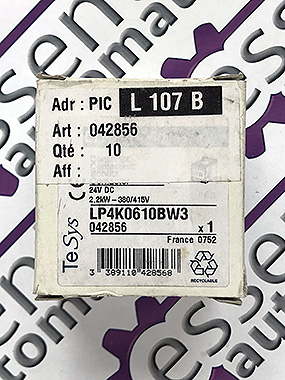 Adr : PIC L 107 B
Art : 042856
Qté : 10
Aff :
TeSys
24V DC
2.2kW - 380/415V
LP4K0610BW3
042856 x 1
France 0752
3 389110 428568
RECYCLABLE